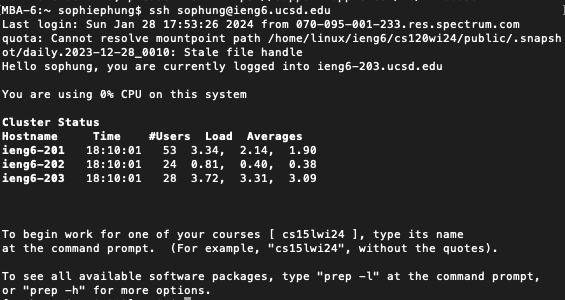 [MBA-6:~ sophiephung$ ssh sophung@ieng6.ucsd.edu
Last login: Sun Jan 28 17:53:26 2024 from 070-095-001-233.res.spectrum.com
quota: Cannot resolve mountpoint path /home/linux/ieng6/cs120wi24/public/.snapsh
ot/daily.2023-12-28_0010: Stale file handle
Hello sophung, you are currently logged into ieng6-203.ucsd.edu
You are using 0% CPU on this system
Cluster Status
Hostname Time #Users Load Averages
ieng6-201 18:10:01 53 3.34, 2.14, 1.90
ieng6-202 18:10:01 24 0.81, 0.40, 0.38
ieng6-203 18:10:01 28 3.72, 3.31, 3.09
To begin work for one of your courses [ cs15lwi24 ], type its name
at the command prompt. (For example, "cs15lwi24", without the quotes).
To see all available software packages, type "prep -l" at the command prompt,
or "prep -h" for more options.